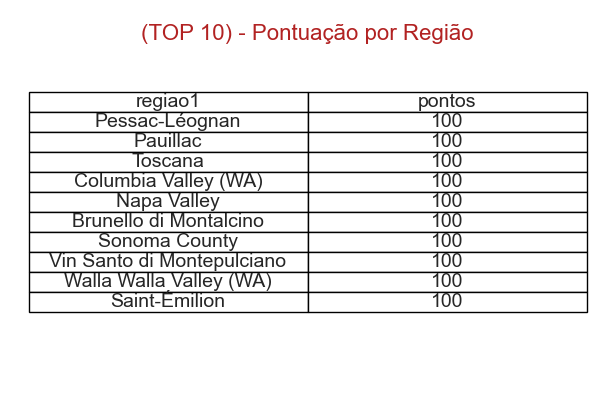 (TOP 10) - Pontuação por Região
regiao1 pontos
Pessac-Léognan 100
Pauillac 100
Toscana 100
Columbia Valley (WA) 100
Napa Valley 100
Brunello di Montalcino 100
Sonoma County 100
Vin Santo di Montepulciano 100
Walla Walla Valley (WA) 100
Saint-Émilion 100